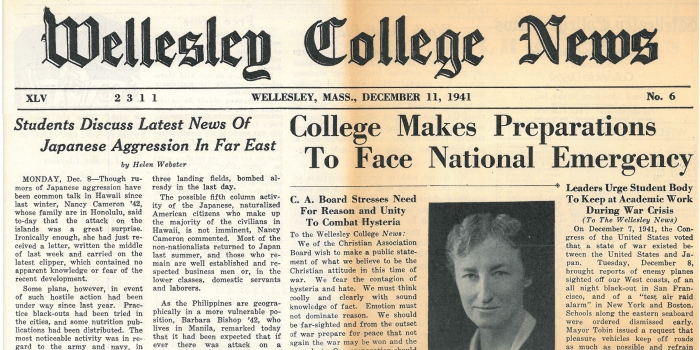 Wellesley College News
XLV 2 3 1 1 WELLESLEY, MASS., DECEMBER 11, 1941 No. 6
Students Discuss Latest News Of
Japanese Aggression In Far East
by Helen Webster
MONDAY, Dec. 8—Though ru-
mors of Japanese aggression have
been common talk in Hawaii since
last winter, Nancy Cameron '42,
whose family are in Honolulu, said
to-day that the attack on the
islands was a great surprise.
Ironically enough, she had just re-
ceived a letter, written the middle
of last week and carried on the
latest clipper, which contained no
apparent knowledge or fear of the
recent development.
Some plans, however, in event
of such hostile action had been
under way since last year. Prac-
tice black-outs had been tried in
the cities, and some nutrition pub-
lications had been distributed. The
most noticeable activity was in re-
gard to the army and navy, in
three landing fields, bombed al-
ready in the last day.
The possible fifth column activ-
ity of the Japanese, naturalized
American citizens who make up
the majority of the civilians in
Hawaii, is not imminent, Nancy
Cameron commented. Most of the
non-nationalists returned to Japan
last summer, and those who re-
main are well established and re-
spected business men or, in the
lower classes, domestic servants
and laborers.
As the Philippines are geogra-
phically in a more vulnerable po-
sition, Barbara Bishop '42, who
lives in Manila, remarked today
that it had been expected that if
ever there was an attack on a
College Makes Preparations
To Face National Emergency
C. A. Board Stresses Need
For Reason and Unity
To Combat Hysteria
To the Wellesley College News:
We of the Christian Association
Board wish to make a public state-
ment of what we believe to be the
Christian attitude in this time of
war. We fear the contagion of
hysteria and hate. We must think
coolly and clearly with sound
knowledge of fact. Emotion must
not dominate reason. We should
be far-sighted and from the outset
of war prepare for peace that not
again the war may be won and the
Leaders Urge Student Body
To Keep at Academic Work
During War Crisis
(To The Wellesley News)
On December 7, 1941, the Con-
gress of the United States voted
that a state of war existed be-
tween the United States and Ja-
pan. Tuesday, December 8,
brought reports of enemy planes
sighted off our West coasts, of an
all night black-out in San Fran-
cisco, and of a "test air raid
alarm" in New York and Boston.
Schools along the eastern seaboard
were ordered dismissed early.
Mayor Tobin issued a request that
pleasure vehicles keep off roads
as much as possible and refrain